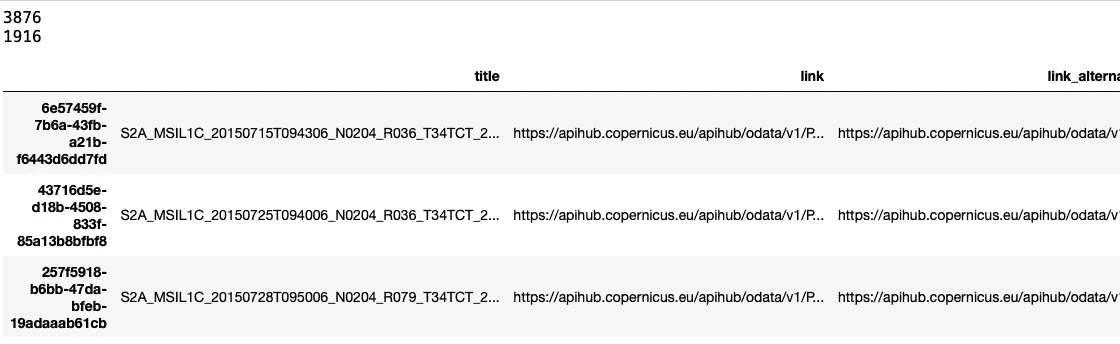 3876
1916
title link link_alterna
6e57459f-
7b6a-43fb-
a21b-
f6443d6dd7fd
S2A_MSIL1C_20150715T094306_N0204_R036_T34TCT_2... https://apihub.copernicus.eu/apihub/odata/v1/P... https://apihub.copernicus.eu/apihub/odata/v
43716d5e-
d18b-4508-
833f-
85a13b8bfbf8
S2A_MSIL1C_20150725T094006_N0204_R036_T34TCT_2... https://apihub.copernicus.eu/apihub/odata/v1/P... https://apihub.copernicus.eu/apihub/odata/v
257f5918-
b6bb-47da-
bfeb-
19adaaab61cb
S2A_MSIL1C_20150728T095006_N0204_R079_T34TCT_2... https://apihub.copernicus.eu/apihub/odata/v1/P... https://apihub.copernicus.eu/apihub/odata/v